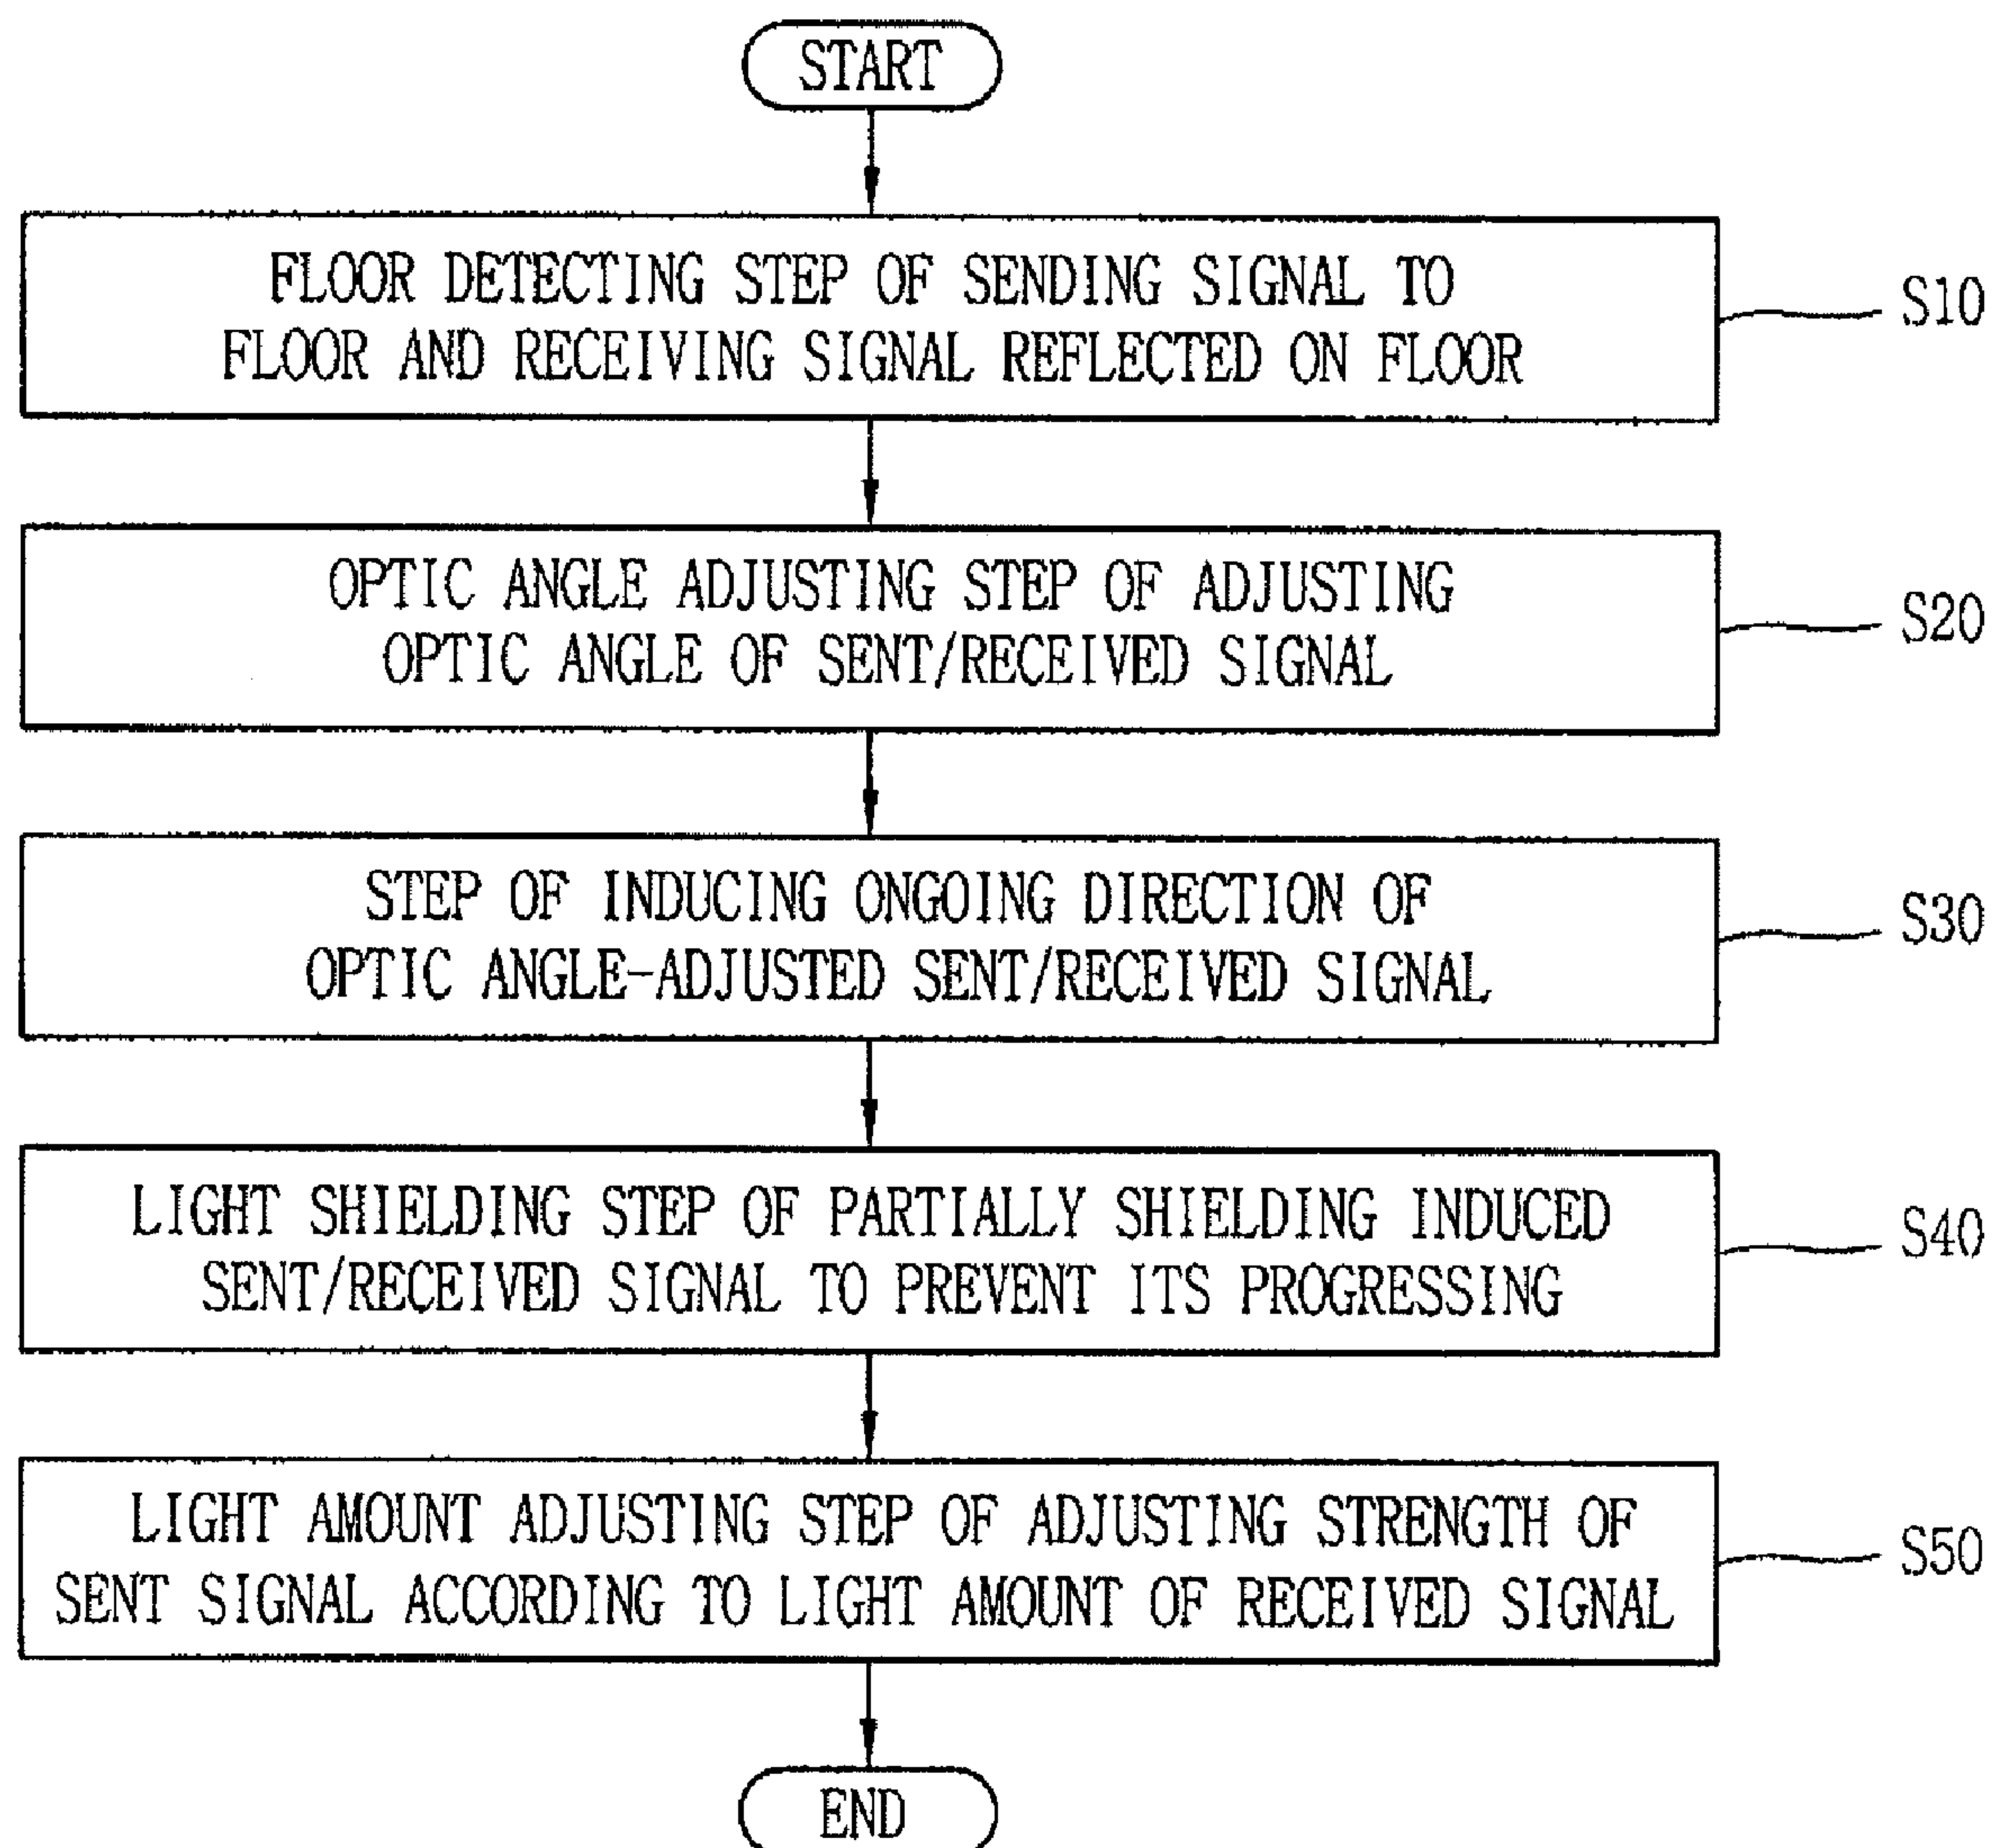 START
FLOOR DETECTING STEP OF SENDING SIGNAL TO
FLOOR AND RECEIVING SIGNAL REFLECTED ON FLOOR
S10
OPTIC ANGLE ADJUSTING STEP OF ADJUSTING
OPTIC ANGLE OF SENT/RECEIVED SIGNAL
S20
STEP OF INDUCING ONGOING DIRECTION OF
OPTIC ANGLE-ADJUSTED SENT/RECEIVED SIGNAL
S30
LIGHT SHIELDING STEP OF PARTIALLY SHIELDING INDUCED
SENT/RECEIVED SIGNAL TO PREVENT ITS PROGRESSING
S40
LIGHT AMOUNT ADJUSTING STEP OF ADJUSTING STRENGTH OF
SENT SIGNAL ACCORDING TO LIGHT AMOUNT OF RECEIVED SIGNAL
S50
END